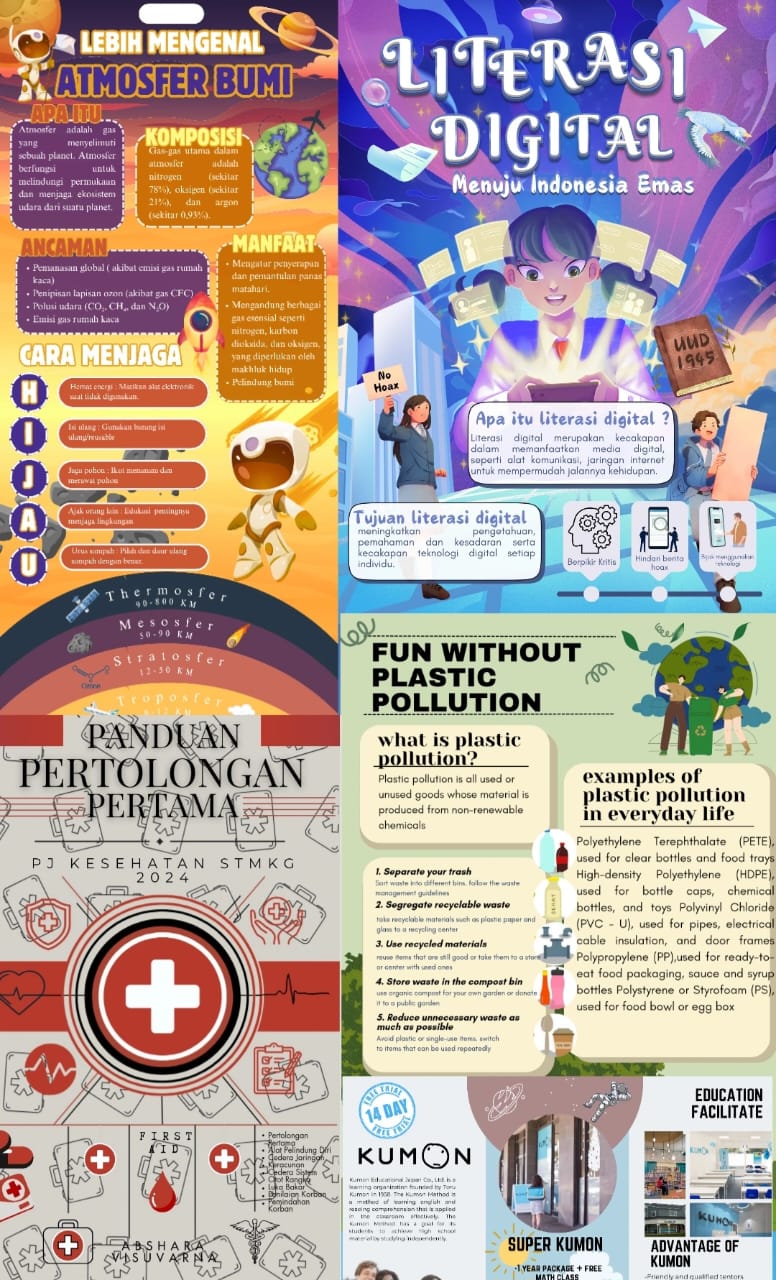 LEBIH MENGENAL
ATMOSFER BUMI
APA ITU
Atmosfer adalah gas
yang menyelimuti
sebuah planet. Atmosfer
berfungsi untuk
melindungi permukaan
dan menjaga ekosistem
udara dari suatu planet.
KOMPOSISI
Gas-gas utama dalam
atmosfer adalah
nitrogen (sekitar
78%), oksigen (sekitar
21%), dan argon
(sekitar 0,93%).
ANCAMAN
• Pemanasan global ( akibat emisi gas rumah
kaca)
• Penipisan lapisan ozon (akibat gas CFC)
• Polusi udara (CO₂, CH₄, dan N₂O)
• Emisi gas rumah kaca
MANFAAT
• Mengatur penyerapan
dan pemantulan panas
matahari.
• Mengandung berbagai
gas esensial seperti
nitrogen, karbon
dioksida, dan oksigen,
yang diperlukan oleh
makhluk hidup
• Pelindung bumi
CARA MENJAGA
H
Hemat energi : Matikan alat elektronik
saat tidak digunakan.
I
Isi ulang : Gunakan barang isi
ulang/reusable
J
Jaga pohon : Ikut menanam dan
merawat pohon
A
Ajak orang lain : Edukasi pentingnya
menjaga lingkungan
U
Urus sampah : Pilah dan daur ulang
sampah dengan benar.
Thermosfer
90-800 KM
Mesosfer
50-90 KM
Stratosfer
12-50 KM
Ozone
Troposfer
0-12 KM
LITERASI
DIGITAL
Menuju Indonesia Emas
No
Hoax
UUD
1945
Apa itu literasi digital ?
Literasi digital merupakan kecakapan
dalam memanfaatkan media digital,
seperti alat komunikasi, jaringan internet
untuk mempermudah jalannya kehidupan.
Tujuan literasi digital
meningkatkan pengetahuan,
pemahaman dan kesadaran serta
kecakapan teknologi digital setiap
individu.
Berpikir Kritis
Hindari berita
hoax
Bijak menggunakan
teknologi
PANDUAN
PERTOLONGAN
PERTAMA
PJ KESEHATAN STMKG
2024
FIRST
AID
• Pertolongan
Pertama
• Alat Pelindung Diri
• Cedera Jaringan
• Keracunan
• Cedera Sistem
Otot Rangka
• Luka Bakar
• Penilaian Korban
• Pemindahan
Korban
ABSHARA
VISUVARNA
FUN WITHOUT
PLASTIC
POLLUTION
what is plastic
pollution?
Plastic pollution is all used or
unused goods whose material is
produced from non-renewable
chemicals
examples of
plastic pollution
in everyday life
Polyethylene Terephthalate (PETE),
used for clear bottles and food trays
High-density Polyethylene (HDPE),
used for bottle caps, chemical
bottles, and toys Polyvinyl Chloride
(PVC - U), used for pipes, electrical
cable insulation, and door frames
Polypropylene (PP),used for ready-to-
eat food packaging, sauce and syrup
bottles Polystyrene or Styrofoam (PS),
used for food bowl or egg box
1. Separate your trash
Sort waste into different bins, follow the waste
management guidelines
2. Segregate recyclable waste
take recyclable materials such as plastic paper and
glass to a recycling center
3. Use recycled materials
reuse items that are still good or take them to a store
or center with used ones
4. Store waste in the compost bin
use organic compost for your own garden or donate
it to a public garden
5. Reduce unnecessary waste as
much as possible
Avoid plastic or single-use items, switch
to items that can be used repeatedly
FREE TRIAL
14 DAY
FREE TRIAL
KUMON
Kumon Educational Japan Co., Ltd. is a
learning organization founded by Toru
Kumon in 1958. The Kumon Method is
a method of learning english and
reading comprehension that is applied
in the classroom effectively. The
Kumon Method has a goal for its
students to achieve high school
material by studying independently.
SUPER KUMON
-1 YEAR PACKAGE + FREE
MATH CLASS
EDUCATION
FACILITATE
KUMON
ADVANTAGE OF
KUMON
-Friendly and qualified tentors